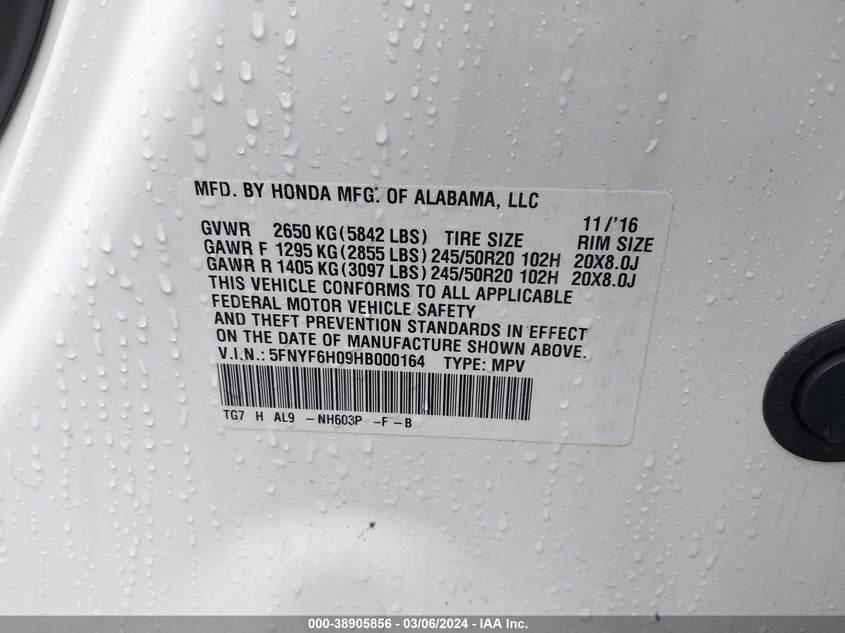 MFD. BY HONDA MFG. OF ALABAMA, LLC 11/'16
GVWR 2650 KG(5842 LBS) TIRE SIZE RIM SIZE
GAWR F 1295 KG(2855 LBS)245/50R20 102H 20X8.0J
GAWR R 1405 KG(3097 LBS)245/50R20 102H 20X8.0J
THIS VEHICLE CONFORMS TO ALL APPLICABLE
FEDERAL MOTOR VEHICLE SAFETY
AND THEFT PREVENTION STANDARDS IN EFFECT
ON THE DATE OF MANUFACTURE SHOWN ABOVE.
V.I.N.: 5FNYF6H09HB000164 TYPE: MPV
TG7 H AL9 -NH603P -F-B
000-38905856 - 03/06/2024 - IAA Inc.